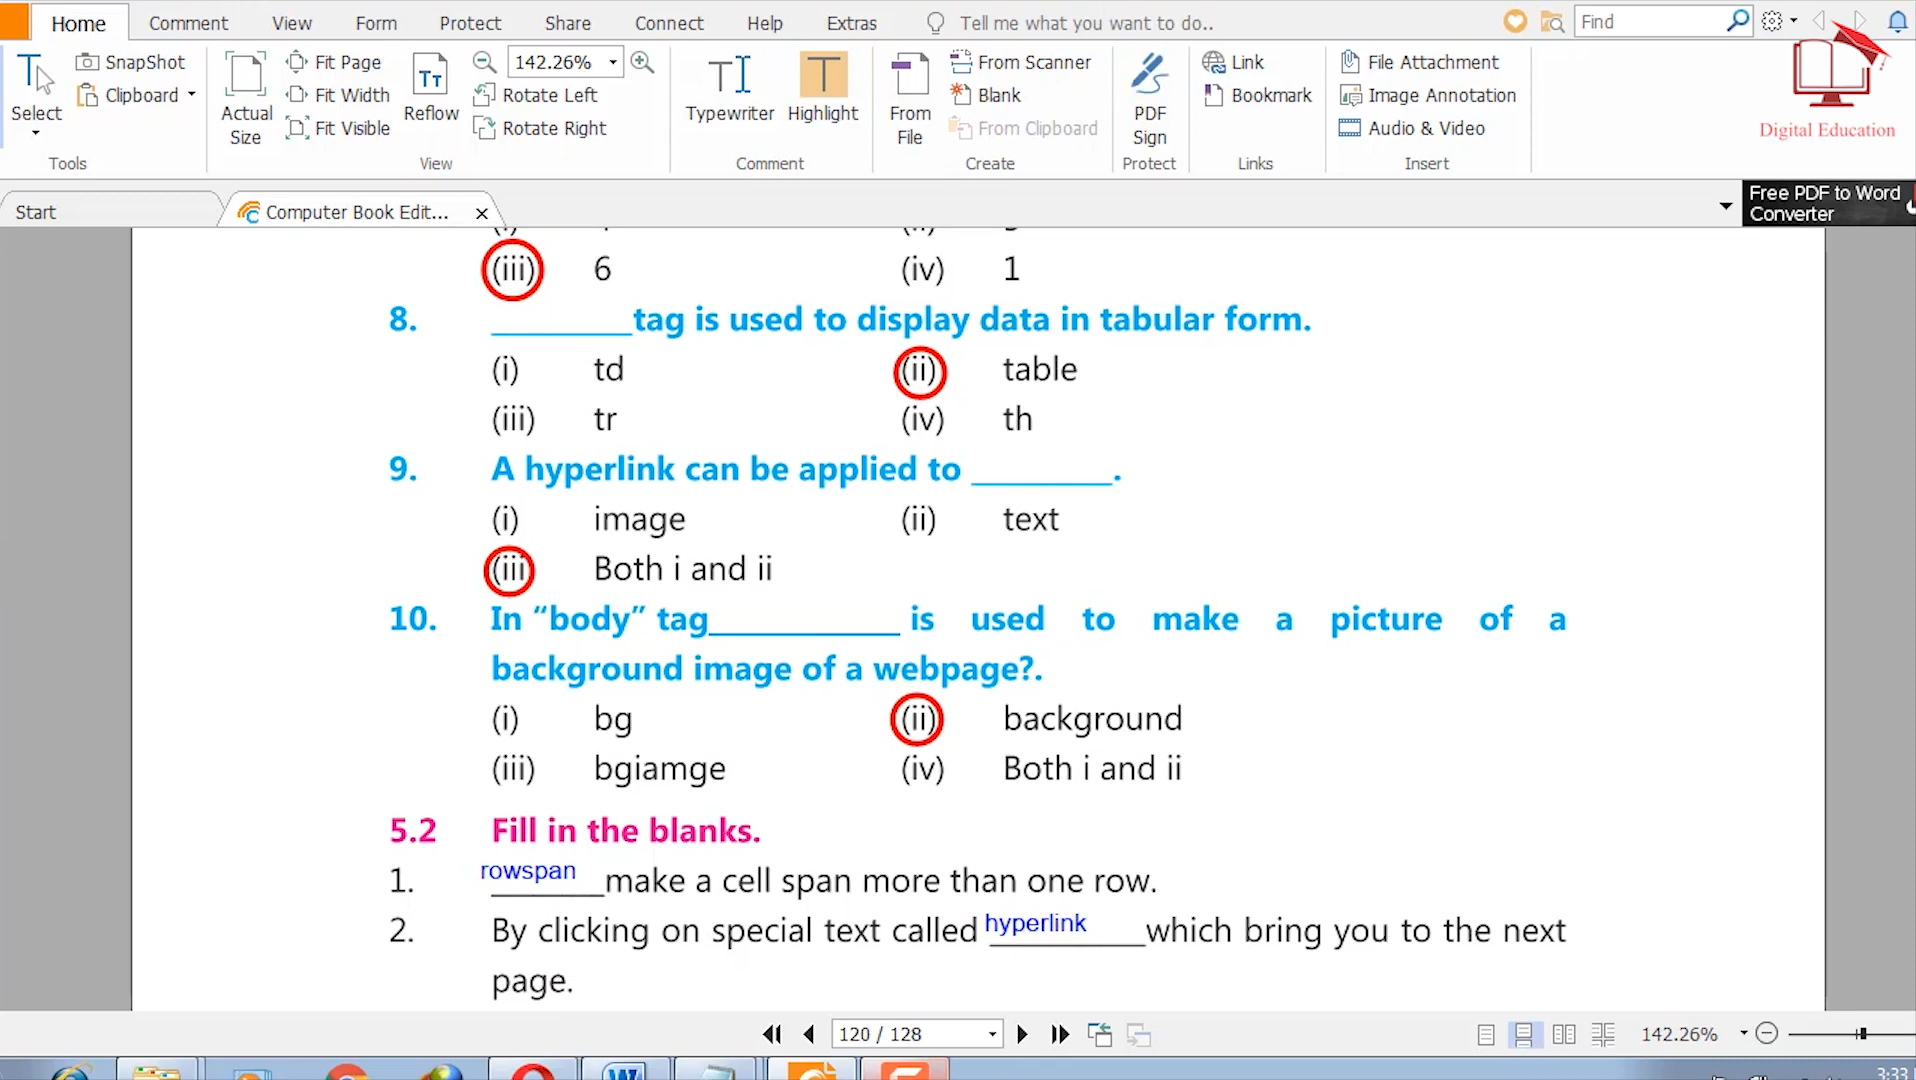 Home Comment View Form Protect Share Connect Help Extras Tell me what you want to do.. Find
Select
SnapShot
Clipboard
Tools
Actual Size
Fit Page
Fit Width
Fit Visible
Reflow
142.26%
Rotate Left
Rotate Right
View
Typewriter
Highlight
Comment
From File
From Scanner
Blank
From Clipboard
Create
PDF Sign
Protect
Link
Bookmark
Links
File Attachment
Image Annotation
Audio & Video
Insert
Digital Education
Start
Computer Book Edit...
Free PDF to Word
Converter
(iii) 6 (iv) 1
8. ________tag is used to display data in tabular form.
(i) td (ii) table
(iii) tr (iv) th
9. A hyperlink can be applied to ________.
(i) image (ii) text
(iii) Both i and ii
10. In “body” tag___________ is used to make a picture of a
background image of a webpage?.
(i) bg (ii) background
(iii) bgiamge (iv) Both i and ii
5.2 Fill in the blanks.
1. rowspan make a cell span more than one row.
2. By clicking on special text called hyperlink which bring you to the next
page.
120 / 128
142.26%
3:33